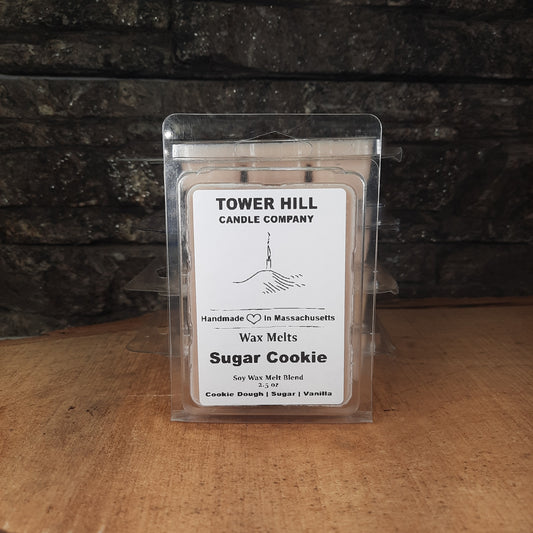 TOWER HILL
CANDLE COMPANY
Handmade In Massachusetts
Wax Melts
Sugar Cookie
Soy Wax Melt Blend
2.5 oz
Cookie Dough | Sugar | Vanilla